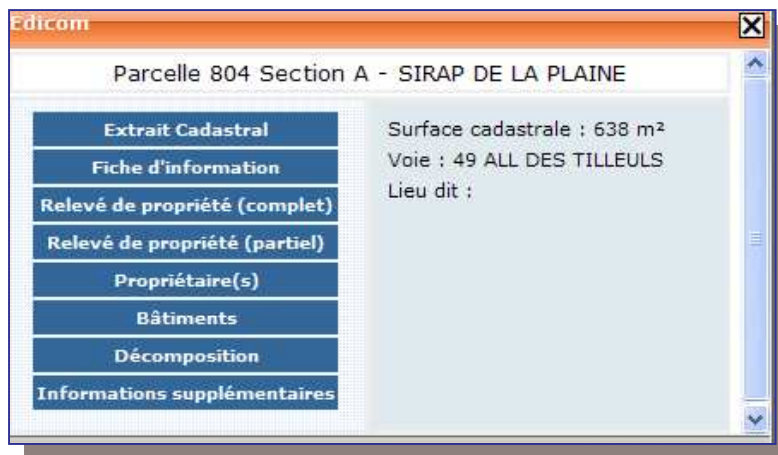 Edicom
Parcelle 804 Section A - SIRAP DE LA PLAINE
Extrait Cadastral
Fiche d'information
Relevé de propriété (complet)
Relevé de propriété (partiel)
Propriétaire(s)
Bâtiments
Décomposition
Informations supplémentaires
Surface cadastrale : 638 m²
Voie : 49 ALL DES TILLEULS
Lieu dit :